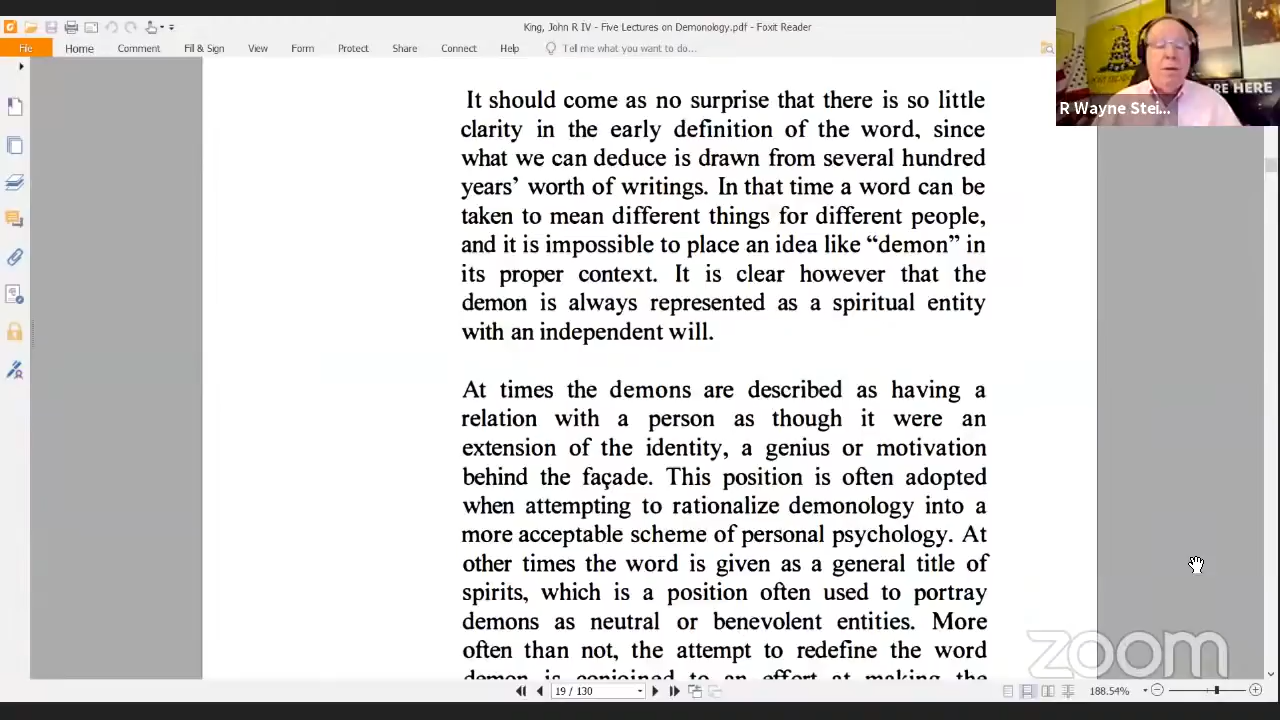 King, John R IV - Five Lectures on Demonology.pdf - Foxit Reader
File Home Comment Fill & Sign View Form Protect Share Connect Help Tell me what you want to do...
R Wayne Stei...
ARE HERE
It should come as no surprise that there is so little
clarity in the early definition of the word, since
what we can deduce is drawn from several hundred
years’ worth of writings. In that time a word can be
taken to mean different things for different people,
and it is impossible to place an idea like “demon” in
its proper context. It is clear however that the
demon is always represented as a spiritual entity
with an independent will.
At times the demons are described as having a
relation with a person as though it were an
extension of the identity, a genius or motivation
behind the façade. This position is often adopted
when attempting to rationalize demonology into a
more acceptable scheme of personal psychology. At
other times the word is given as a general title of
spirits, which is a position often used to portray
demons as neutral or benevolent entities. More
often than not, the attempt to redefine the word
demon is conjoined to an effort at making the
zoom
19 / 130
188.54%